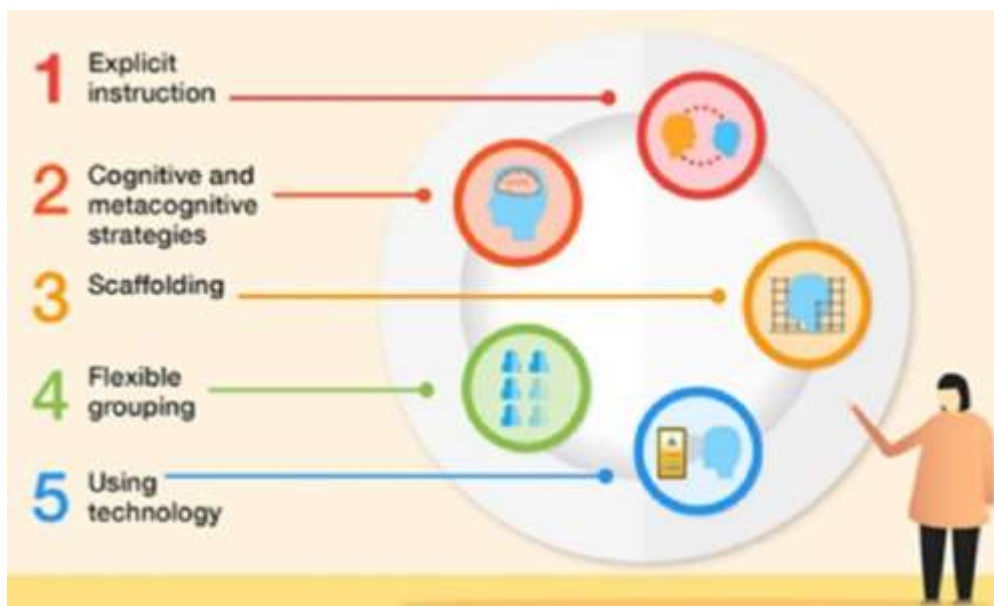 1 Explicit
instruction
2 Cognitive and
metacognitive
strategies
3 Scaffolding
4 Flexible
grouping
5 Using
technology